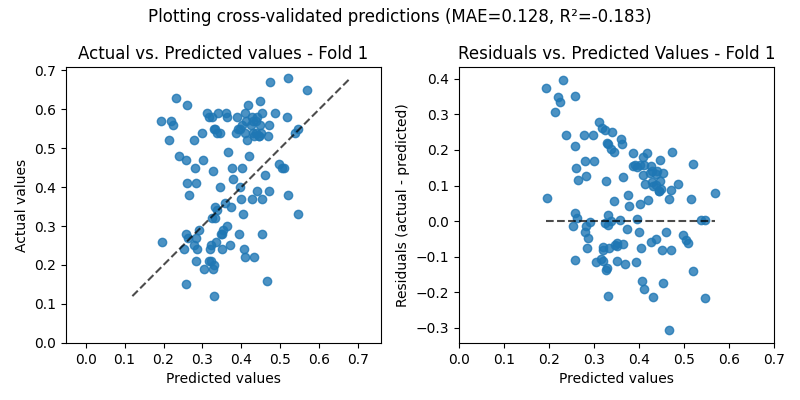 Plotting cross-validated predictions (MAE=0.128, R²=-0.183)
Actual vs. Predicted values - Fold 1
Actual values
0.7
0.6
0.5
0.4
0.3
0.2
0.1
0.0
0.0 0.1 0.2 0.3 0.4 0.5 0.6 0.7
Predicted values
Residuals vs. Predicted Values - Fold 1
Residuals (actual - predicted)
0.4
0.3
0.2
0.1
0.0
−0.1
−0.2
−0.3
0.0 0.1 0.2 0.3 0.4 0.5 0.6 0.7
Predicted values